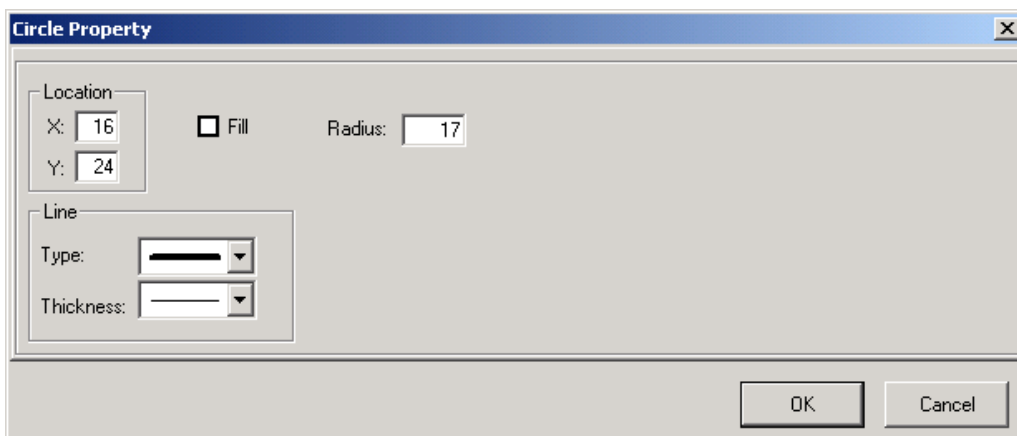 Circle Property
Location
X: 16
Fill
Radius: 17
Y: 24
Line
Type:
Thickness:
OK
Cancel